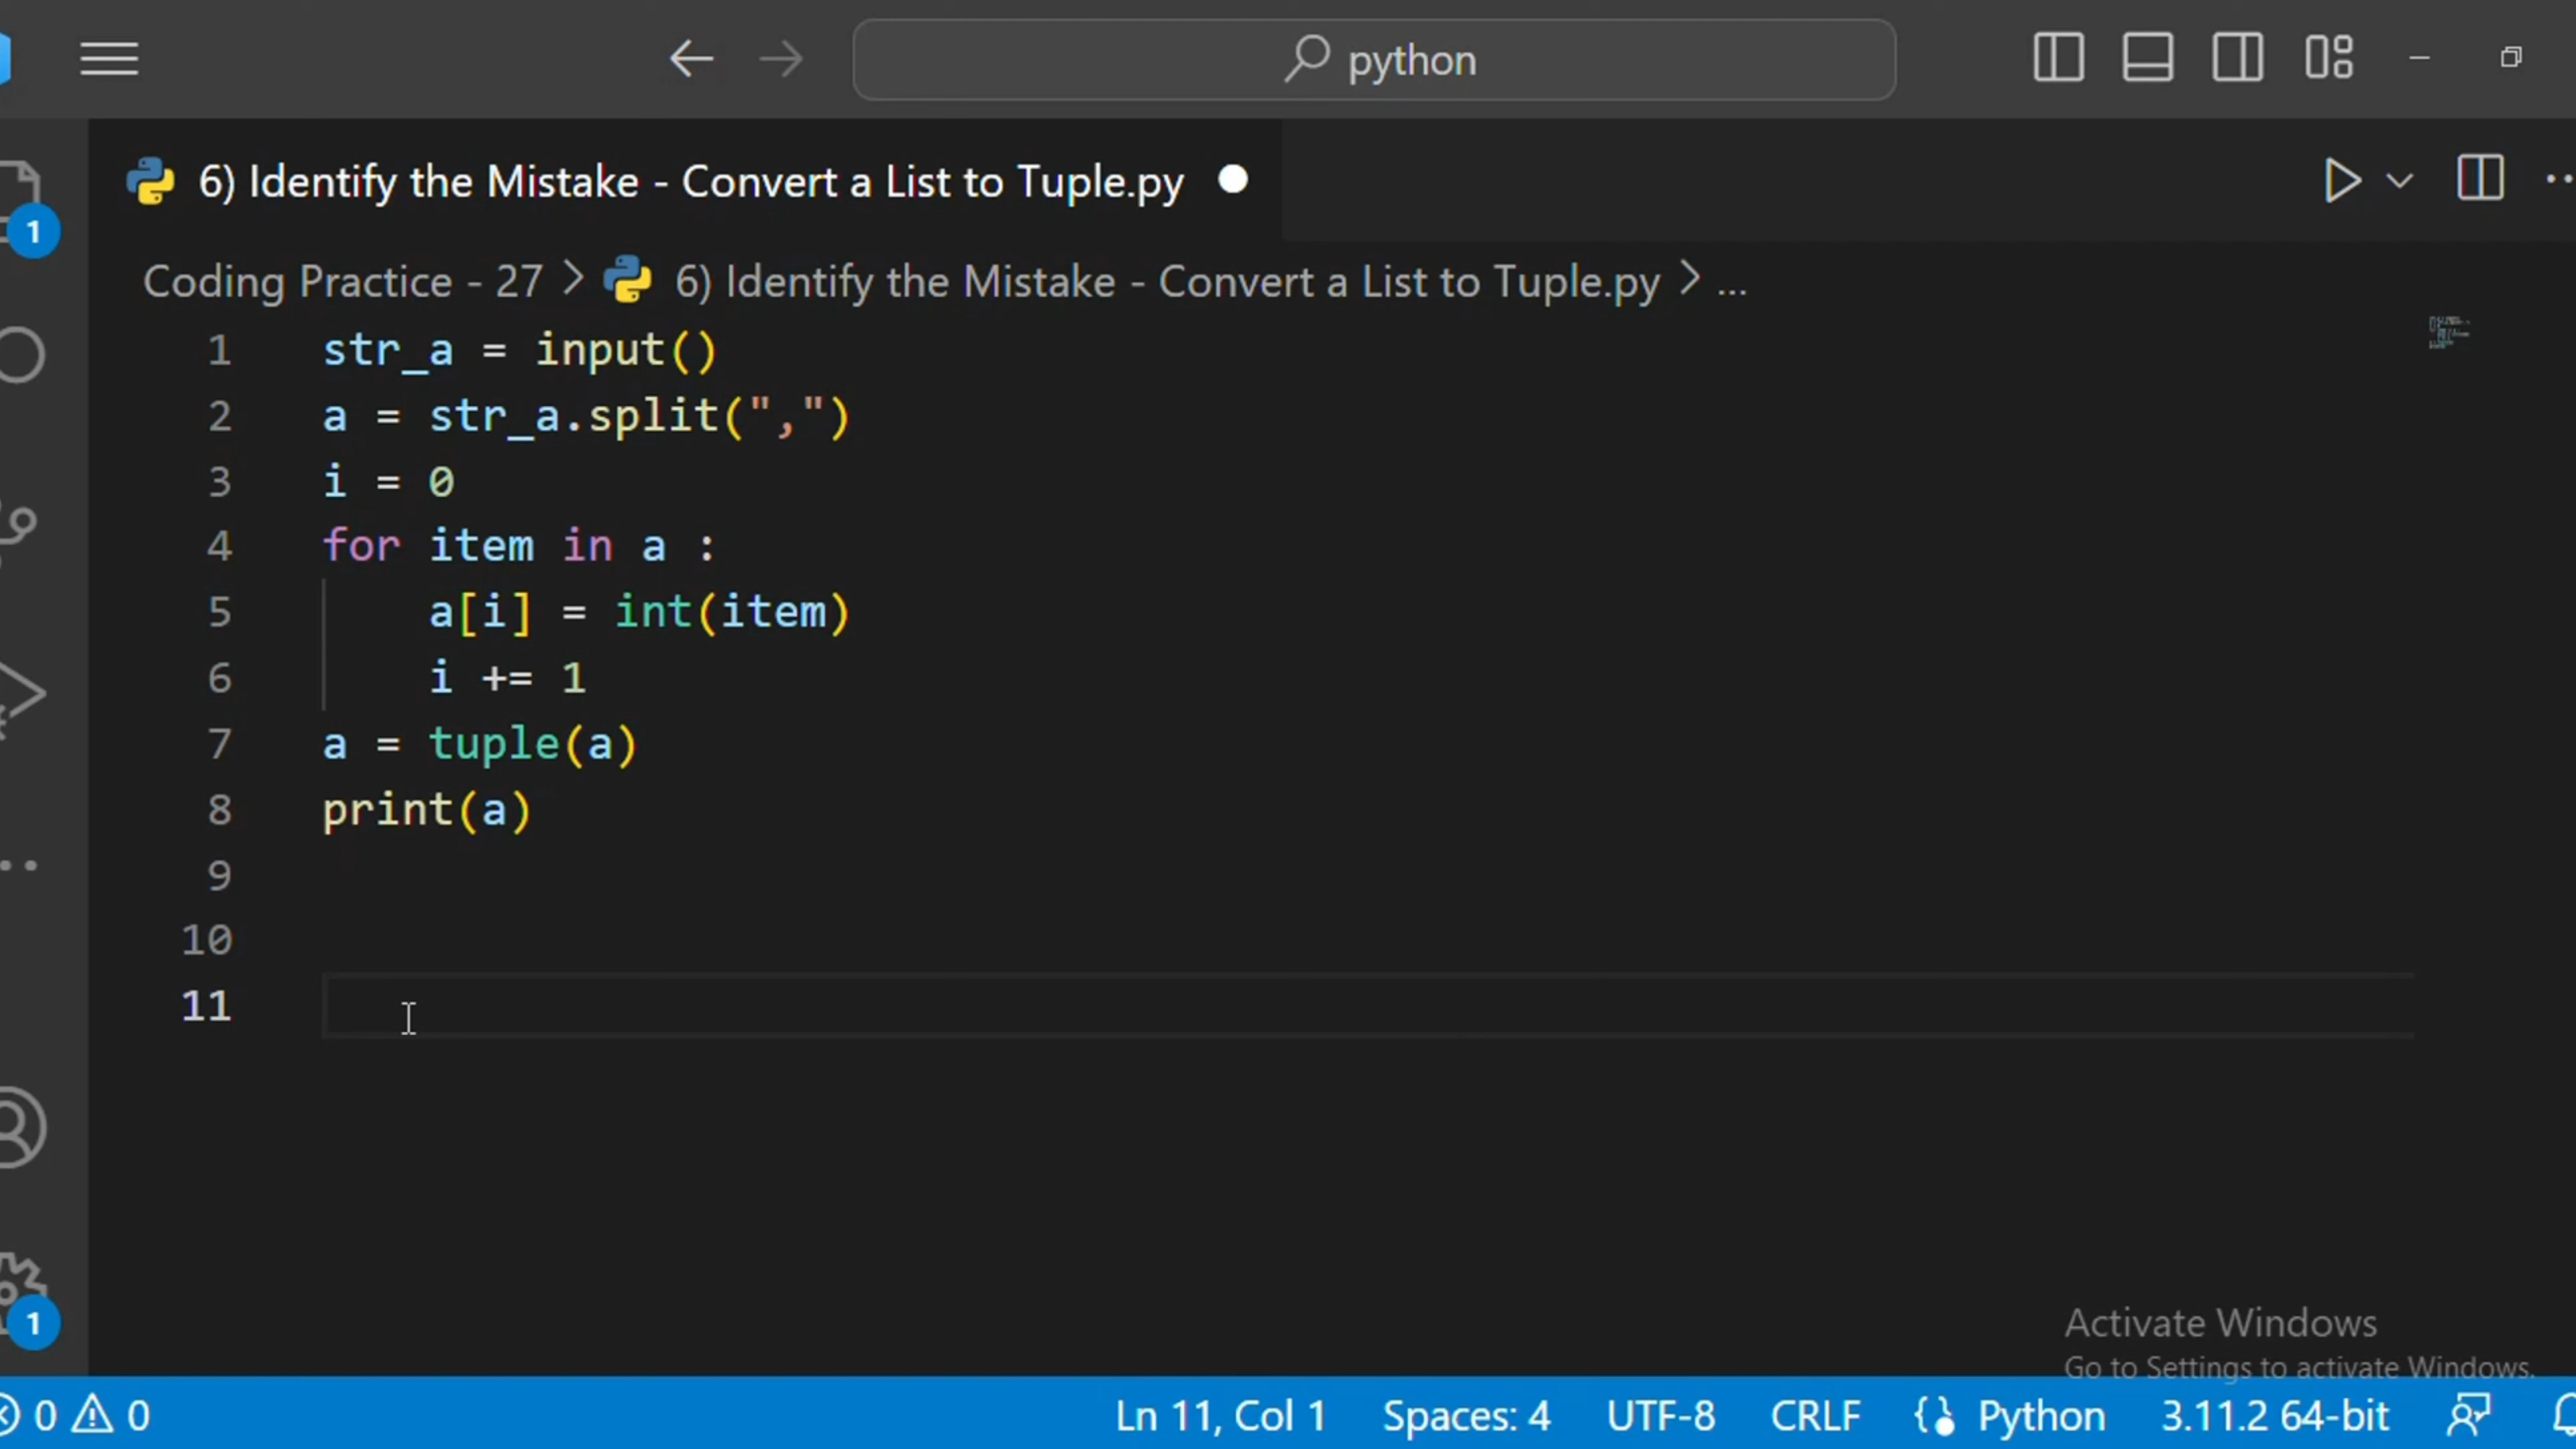 python
6) Identify the Mistake - Convert a List to Tuple.py
1
Coding Practice - 27 > 6) Identify the Mistake - Convert a List to Tuple.py > ...
1 str_a = input()
2 a = str_a.split(",")
3 i = 0
4 for item in a :
5     a[i] = int(item)
6     i += 1
7 a = tuple(a)
8 print(a)
9
10
11
1
Activate Windows
Go to Settings to activate Windows.
0 0 Ln 11, Col 1 Spaces: 4 UTF-8 CRLF {} Python 3.11.2 64-bit